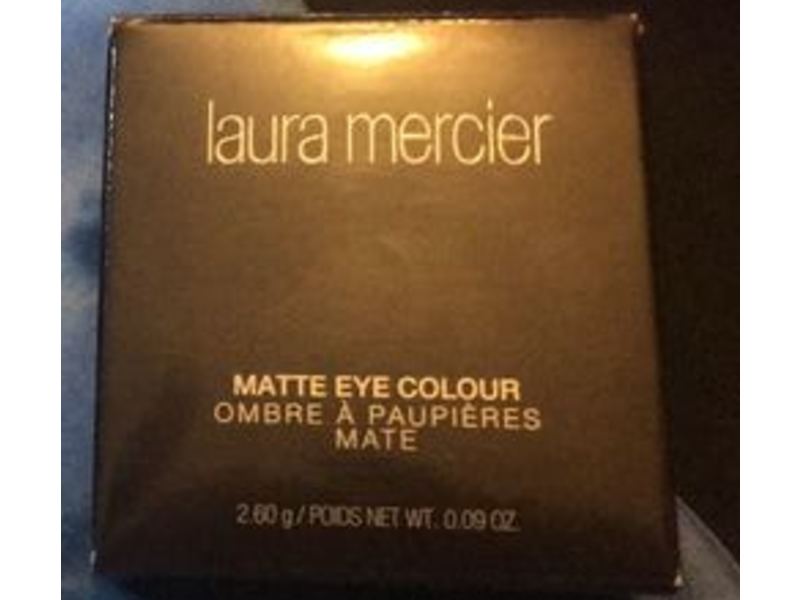 laura mercier
MATTE EYE COLOUR
OMBRE À PAUPIÈRES
MATE
2.60 g / POIDS NET WT. 0.09 OZ.